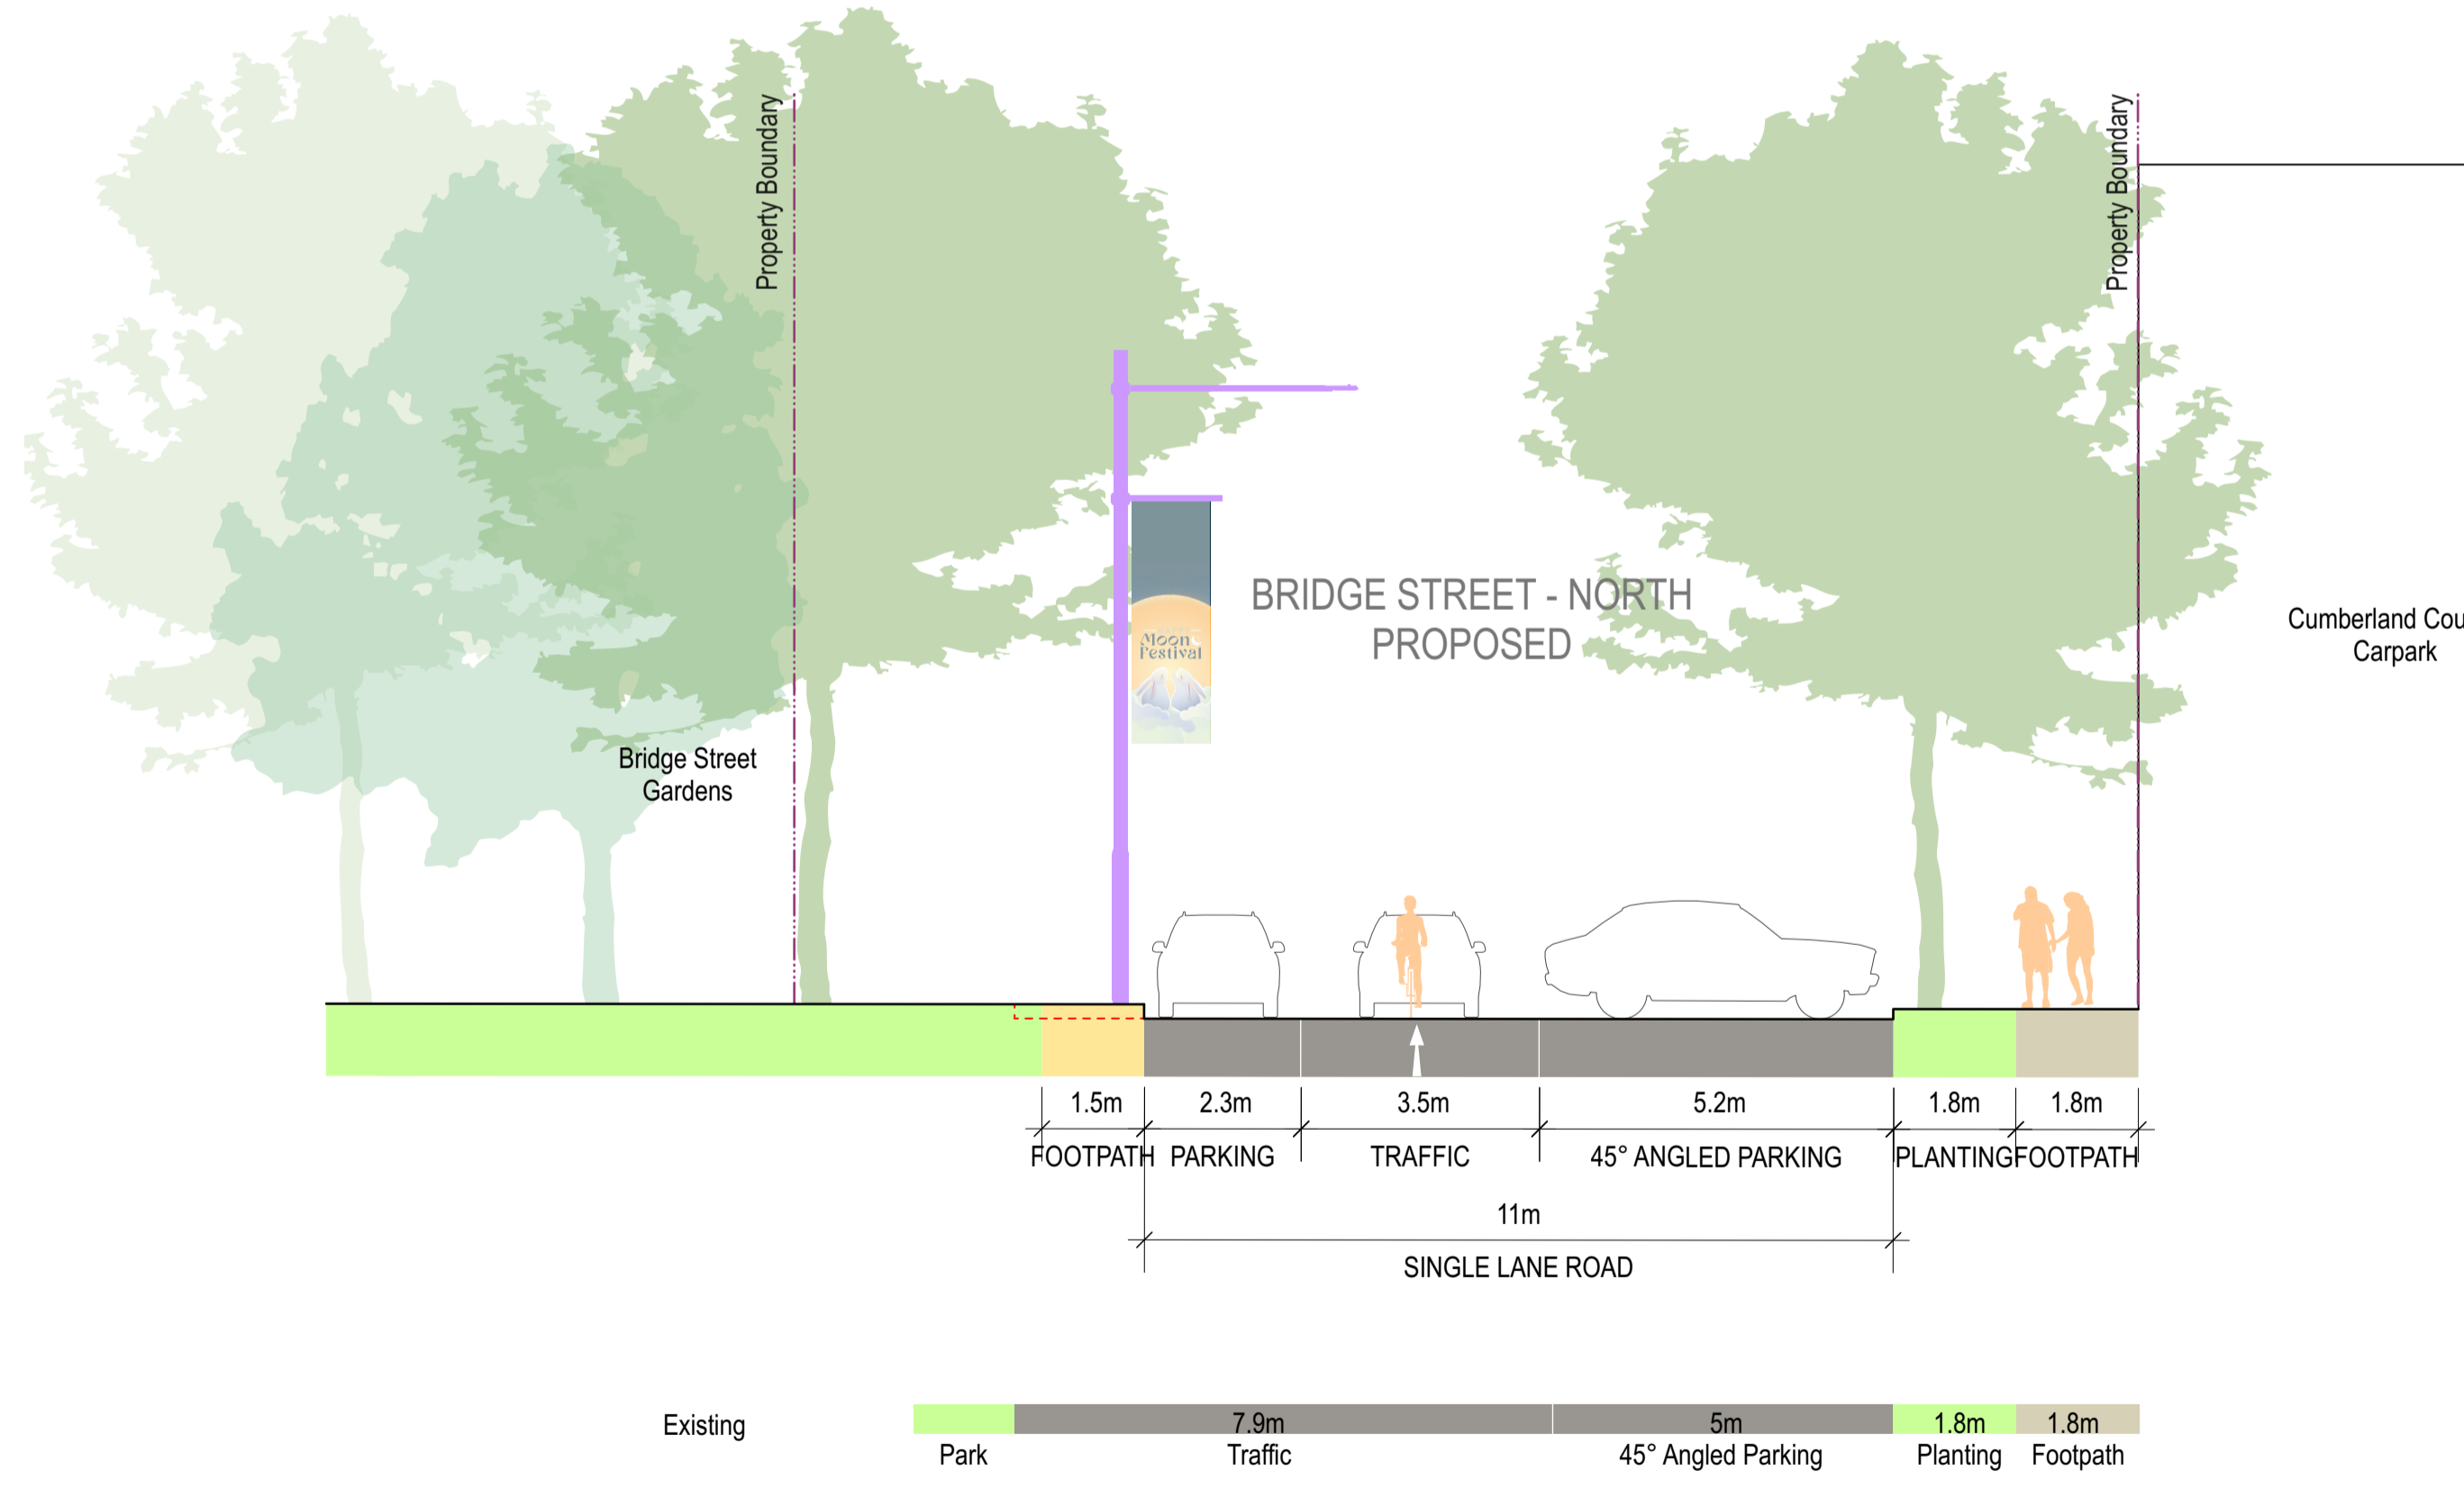 Property Boundary
Property Boundary
BRIDGE STREET - NORTH
PROPOSED
Moon
Festival
Cumberland Cou
Carpark
Bridge Street
Gardens
1.5m 2.3m 3.5m 5.2m 1.8m 1.8m
FOOTPATH PARKING TRAFFIC 45° ANGLED PARKING PLANTING FOOTPATH
11m
SINGLE LANE ROAD
Existing 7.9m 5m 1.8m 1.8m
Park Traffic 45° Angled Parking Planting Footpath